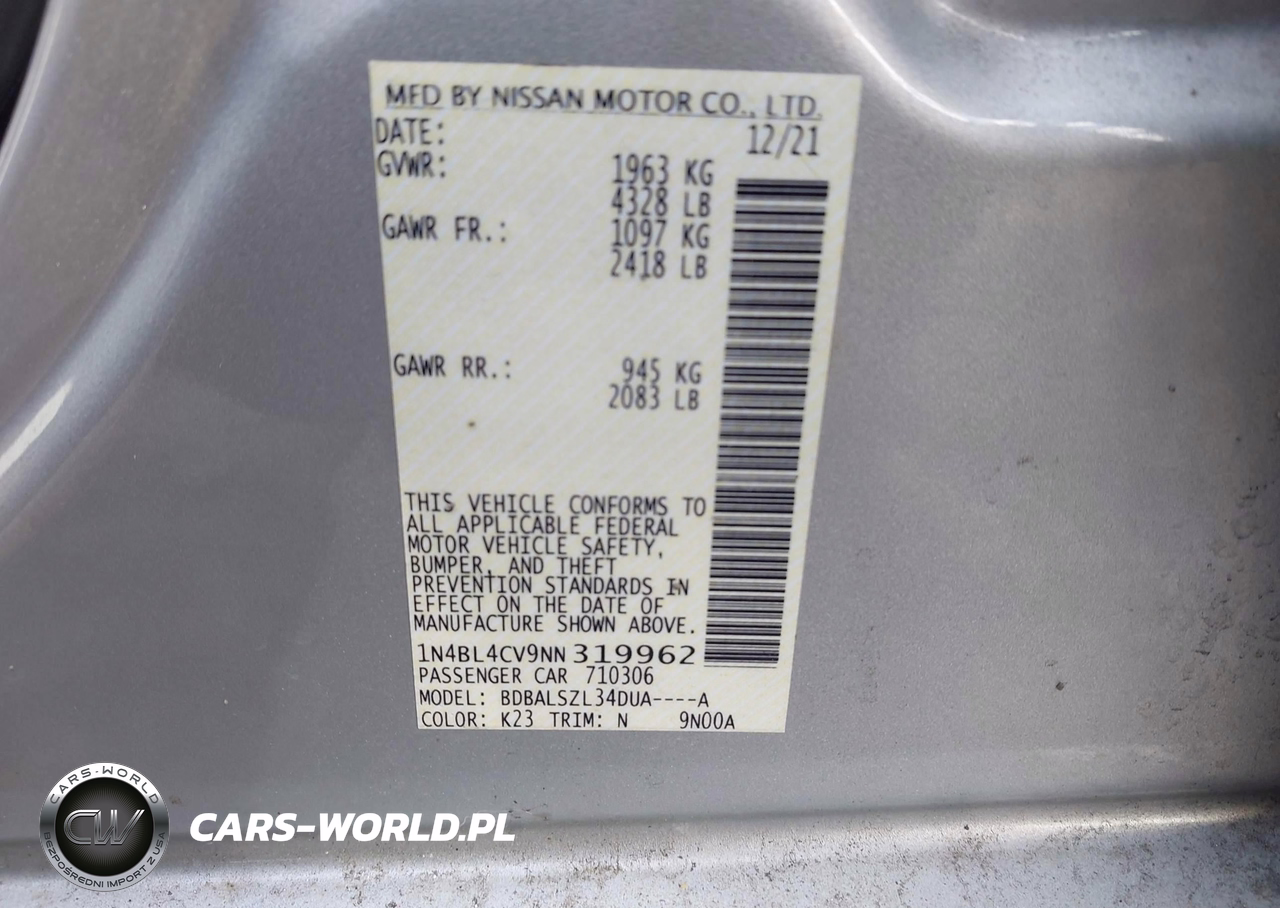 MFD BY NISSAN MOTOR CO., LTD.
DATE: 12/21
GVWR: 1963 KG
4328 LB
GAWR FR.: 1097 KG
2418 LB
GAWR RR.: 945 KG
2083 LB
THIS VEHICLE CONFORMS TO
ALL APPLICABLE FEDERAL
MOTOR VEHICLE SAFETY,
BUMPER, AND THEFT
PREVENTION STANDARDS IN
EFFECT ON THE DATE OF
MANUFACTURE SHOWN ABOVE.
1N4BL4CV9NN319962
PASSENGER CAR 710306
MODEL: BDBALSZL34DUA----A
COLOR: K23 TRIM: N 9N00A
CARS-WORLD
CW
BEZPOŚREDNI IMPORT Z USA
CARS-WORLD.PL